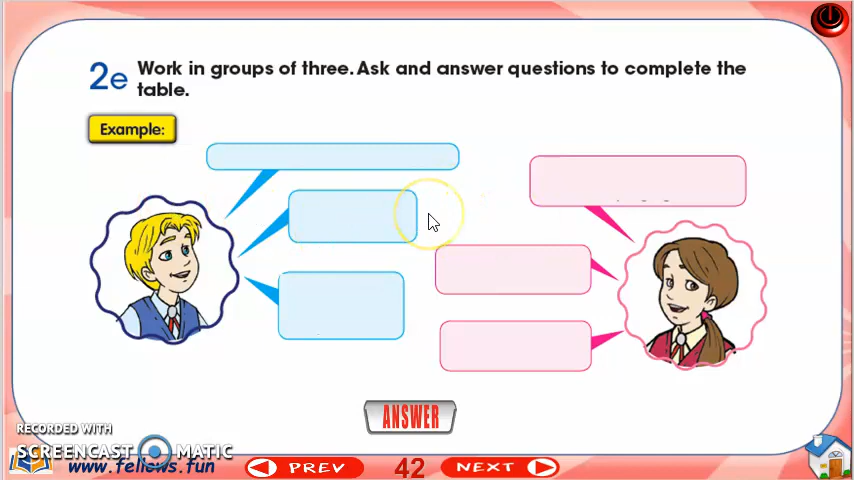 2e Work in groups of three. Ask and answer questions to complete the
table.
Example:
ANSWER
RECORDED WITH
SCREENCAST MATIC
www.fellows.fun
PREV
42
NEXT